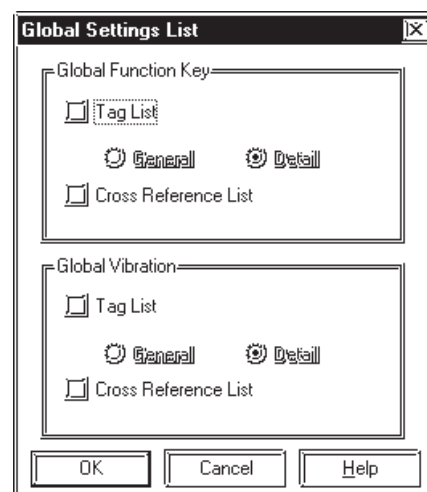 Global Settings List
Global Function Key
Tag List
General Detail
Cross Reference List
Global Vibration
Tag List
General Detail
Cross Reference List
OK Cancel Help